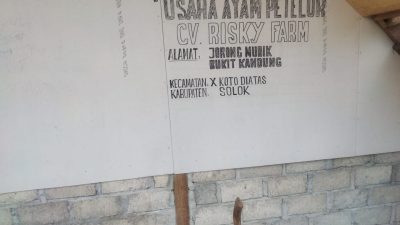 USAHA AYAM PETELUR
CV. RISKY FARM
ALAMAT: JORONG MUDIK
BUKIT KANDUNG
KECAMATAN: X KOTO DIATAS
KABUPATEN: SOLOK